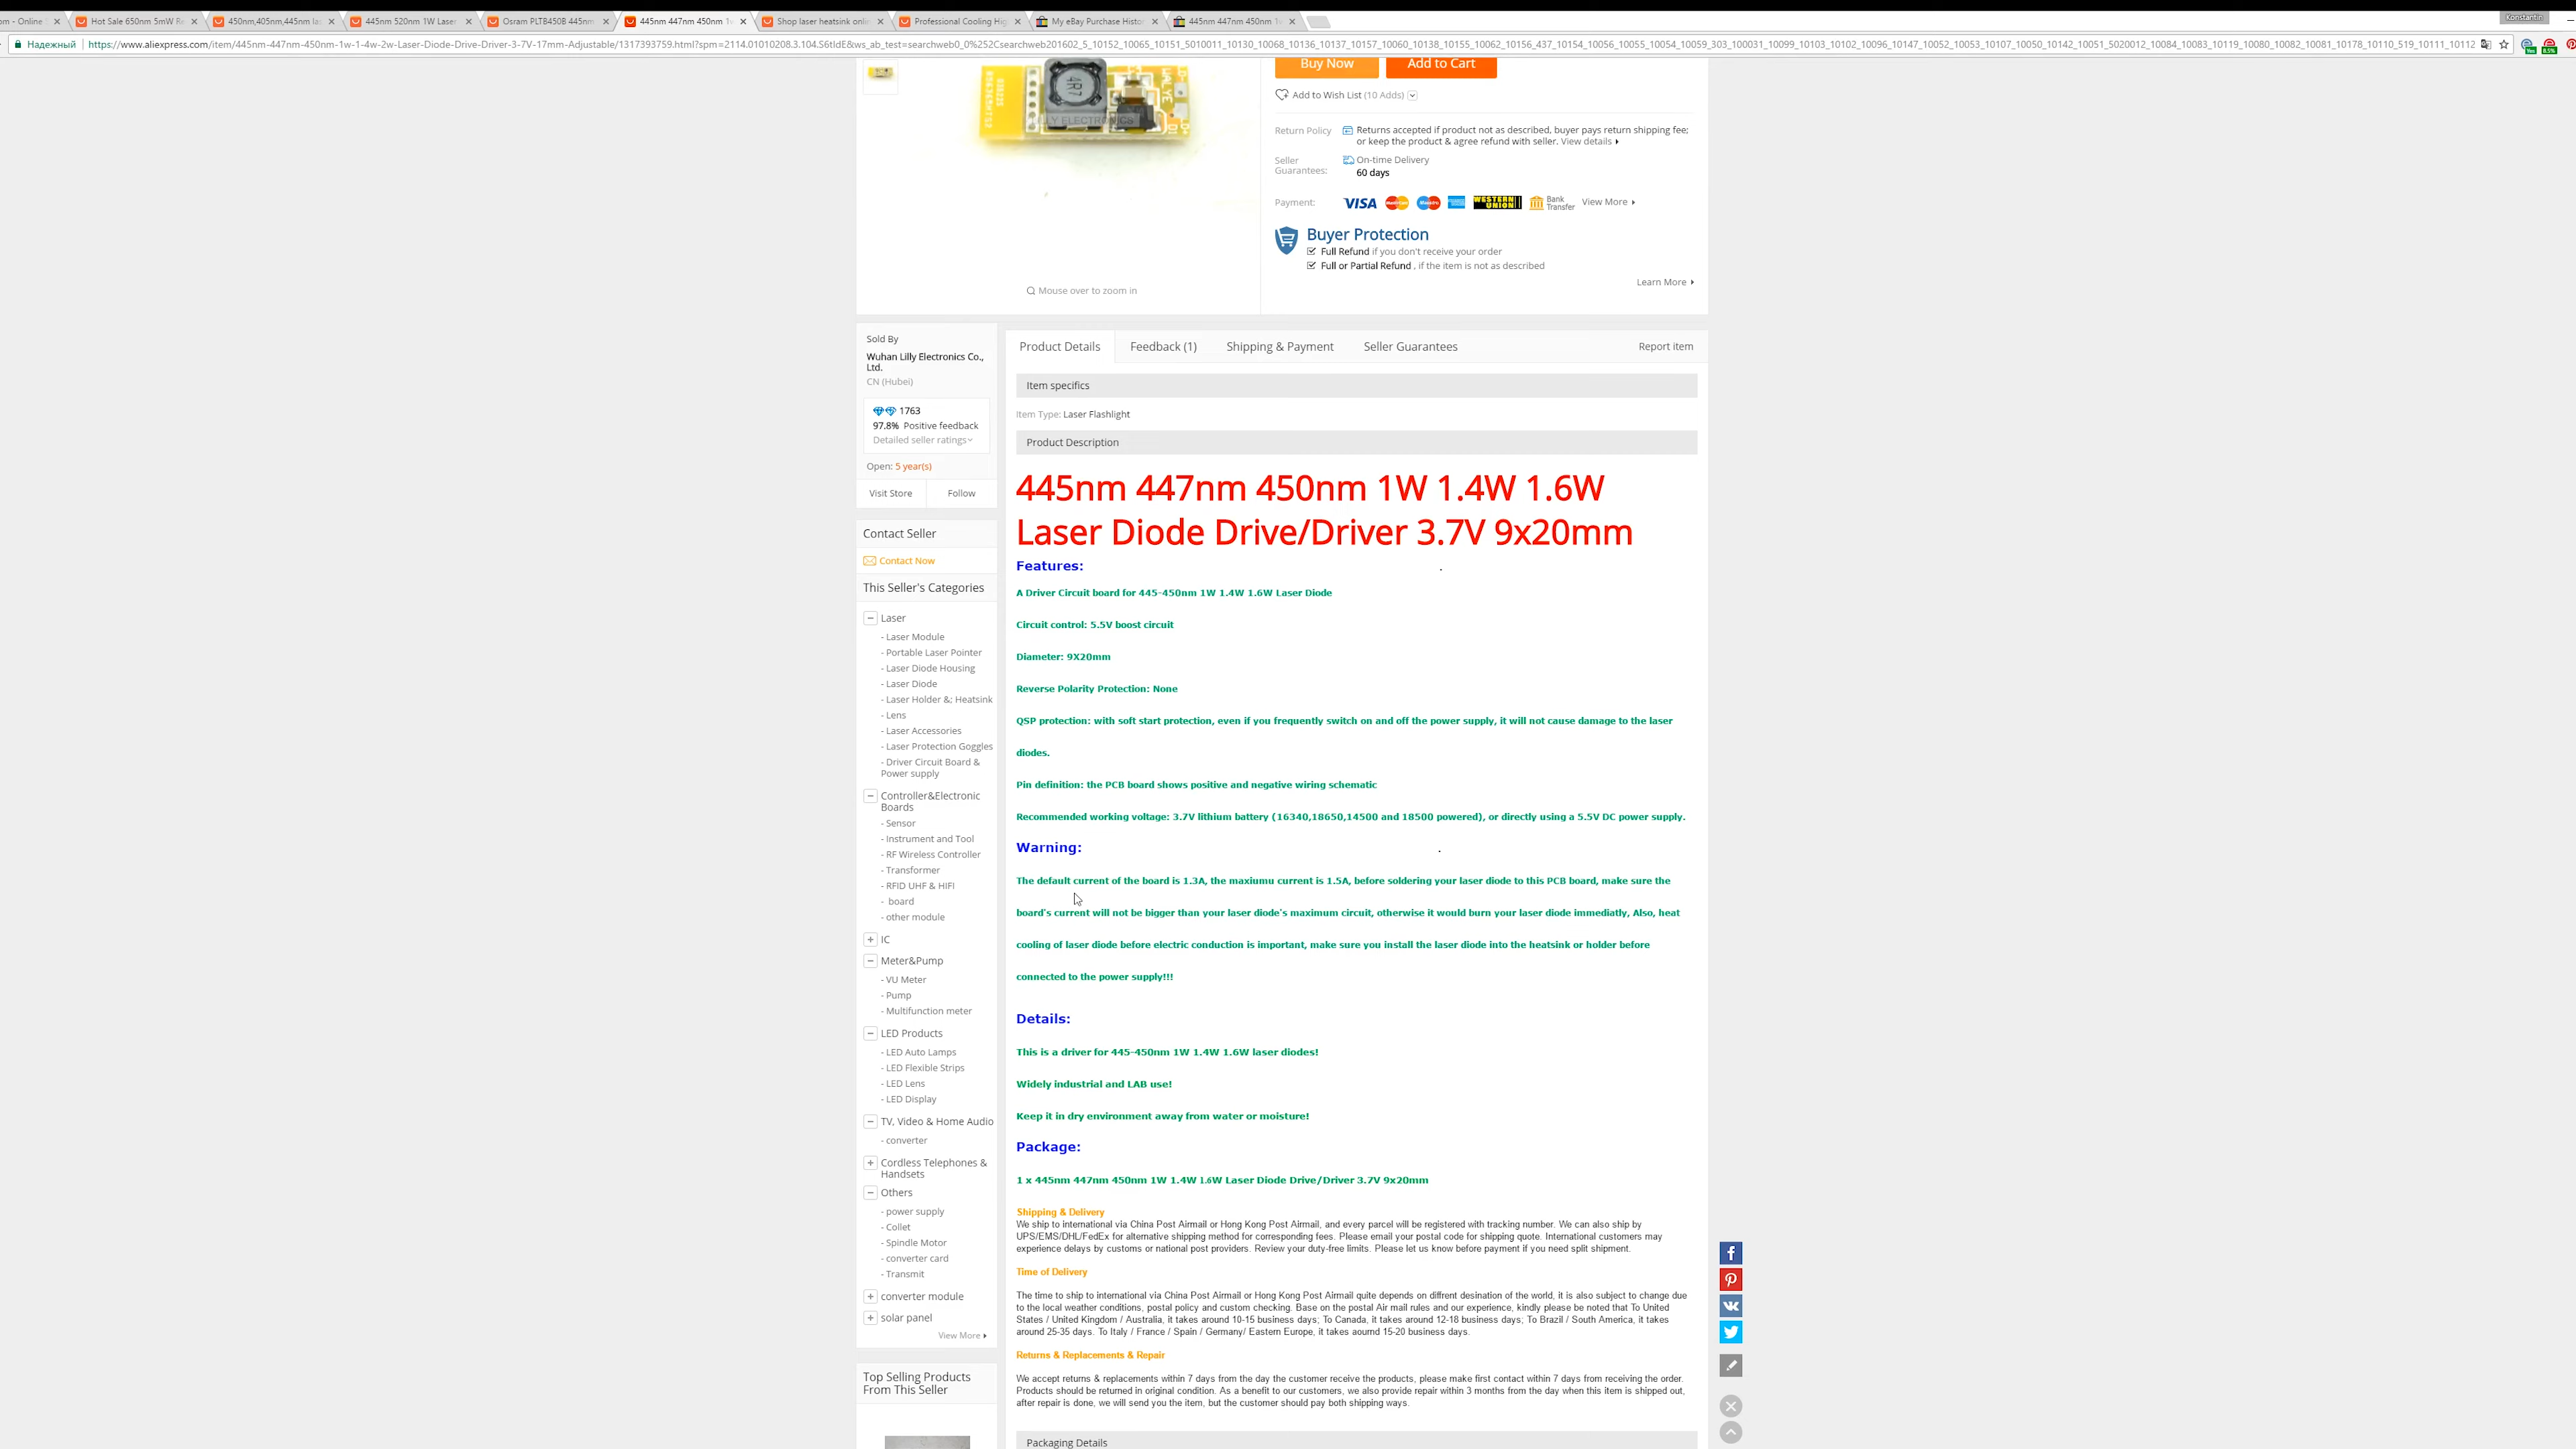 Konstantin
om - Online S
Hot Sale 650nm 5mW Re
450nm,405nm,445nm las
445nm 520nm 1W Laser
Osram PLTB450B 445nm
445nm 447nm 450nm 1w
Shop laser heatsink onlin
Professional Cooling Hig
My eBay Purchase Histor
445nm 447nm 450nm 1w
Надежный
https://www.aliexpress.com/item/445nm-447nm-450nm-1w-1-4w-2w-Laser-Diode-Drive-Driver-3-7V-17mm-Adjustable/1317393759.html?spm=2114.01010208.3.104.S6tIdE&ws_ab_test=searchweb0_0%252Csearchweb201602_5_10152_10065_10151_5010011_10130_10068_10136_10137_10157_10060_10138_10155_10062_10156_437_10154_10056_10055_10054_10059_303_100031_10099_10103_10102_10096_10147_10052_10053_10107_10050_10142_10051_5020012_10084_10083_10119_10080_10082_10081_10178_10110_519_10111_10112
4R7
LILLY ELECTRONICS
Mouse over to zoom in
Buy Now
Add to Cart
Add to Wish List (10 Adds)
Return Policy
Returns accepted if product not as described, buyer pays return shipping fee;
or keep the product & agree refund with seller. View details
Seller
Guarantees:
On-time Delivery
60 days
Payment:
VISA
WESTERN UNION
Bank
Transfer
View More
Buyer Protection
Full Refund if you don't receive your order
Full or Partial Refund , if the item is not as described
Learn More
Sold By
Wuhan Lilly Electronics Co.,
Ltd.
CN (Hubei)
1763
97.8% Positive feedback
Detailed seller ratings
Open: 5 year(s)
Visit Store
Follow
Contact Seller
Contact Now
This Seller's Categories
Laser
- Laser Module
- Portable Laser Pointer
- Laser Diode Housing
- Laser Diode
- Laser Holder &; Heatsink
- Lens
- Laser Accessories
- Laser Protection Goggles
- Driver Circuit Board &
Power supply
Controller&Electronic
Boards
- Sensor
- Instrument and Tool
- RF Wireless Controller
- Transformer
- RFID UHF & HIFI
- board
- other module
IC
Meter&Pump
- VU Meter
- Pump
- Multifunction meter
LED Products
- LED Auto Lamps
- LED Flexible Strips
- LED Lens
- LED Display
TV, Video & Home Audio
- converter
Cordless Telephones &
Handsets
Others
- power supply
- Collet
- Spindle Motor
- converter card
- Transmit
converter module
solar panel
View More
Top Selling Products
From This Seller
Product Details
Feedback (1)
Shipping & Payment
Seller Guarantees
Report item
Item specifics
Item Type: Laser Flashlight
Product Description
445nm 447nm 450nm 1W 1.4W 1.6W
Laser Diode Drive/Driver 3.7V 9x20mm
Features:
A Driver Circuit board for 445-450nm 1W 1.4W 1.6W Laser Diode
Circuit control: 5.5V boost circuit
Diameter: 9X20mm
Reverse Polarity Protection: None
QSP protection: with soft start protection, even if you frequently switch on and off the power supply, it will not cause damage to the laser
diodes.
Pin definition: the PCB board shows positive and negative wiring schematic
Recommended working voltage: 3.7V lithium battery (16340,18650,14500 and 18500 powered), or directly using a 5.5V DC power supply.
Warning:
The default current of the board is 1.3A, the maxiumu current is 1.5A, before soldering your laser diode to this PCB board, make sure the
board's current will not be bigger than your laser diode's maximum circuit, otherwise it would burn your laser diode immediatly, Also, heat
cooling of laser diode before electric conduction is important, make sure you install the laser diode into the heatsink or holder before
connected to the power supply!!!
Details:
This is a driver for 445-450nm 1W 1.4W 1.6W laser diodes!
Widely industrial and LAB use!
Keep it in dry environment away from water or moisture!
Package:
1 x 445nm 447nm 450nm 1W 1.4W 1.6W Laser Diode Drive/Driver 3.7V 9x20mm
Shipping & Delivery
We ship to international via China Post Airmail or Hong Kong Post Airmail, and every parcel will be registered with tracking number. We can also ship by
UPS/EMS/DHL/FedEx for alternative shipping method for corresponding fees. Please email your postal code for shipping quote. International customers may
experience delays by customs or national post providers. Review your duty-free limits. Please let us know before payment if you need split shipment.
Time of Delivery
The time to ship to international via China Post Airmail or Hong Kong Post Airmail quite depends on diffrent desination of the world, it is also subject to change due
to the local weather conditions, postal policy and custom checking. Base on the postal Air mail rules and our experience, kindly please be noted that To United
States / United Kingdom / Australia, it takes around 10-15 business days; To Canada, it takes around 12-18 business days; To Brazil / South America, it takes
around 25-35 days. To Italy / France / Spain / Germany/ Eastern Europe, it takes aournd 15-20 business days.
Returns & Replacements & Repair
We accept returns & replacements within 7 days from the day the customer receive the products, please make first contact within 7 days from receiving the order.
Products should be returned in original condition. As a benefit to our customers, we also provide repair within 3 months from the day when this item is shipped out,
after repair is done, we will send you the item, but the customer should pay both shipping ways.
Packaging Details